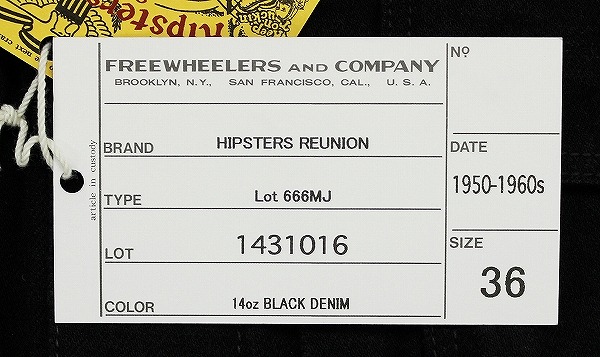 Hipsters
FREEWHEELERS AND COMPANY
BROOKLYN, N.Y., SAN FRANCISCO, CAL., U. S. A.
article in custody
BRAND HIPSTERS REUNION
TYPE Lot 666MJ
LOT 1431016
COLOR 14oz BLACK DENIM
No.
DATE
1950-1960s
SIZE
36